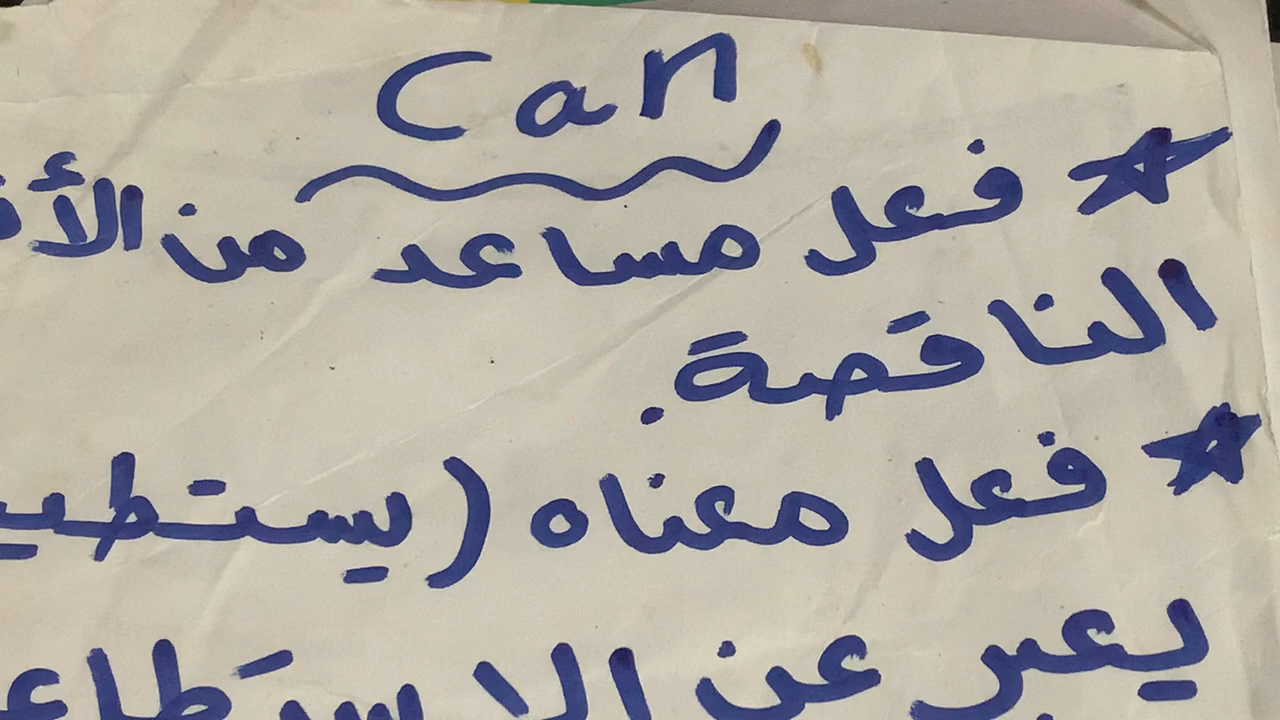 Can
★ فعل مساعد من
الناقصة.
★ فعل معناه (
يعبر عن